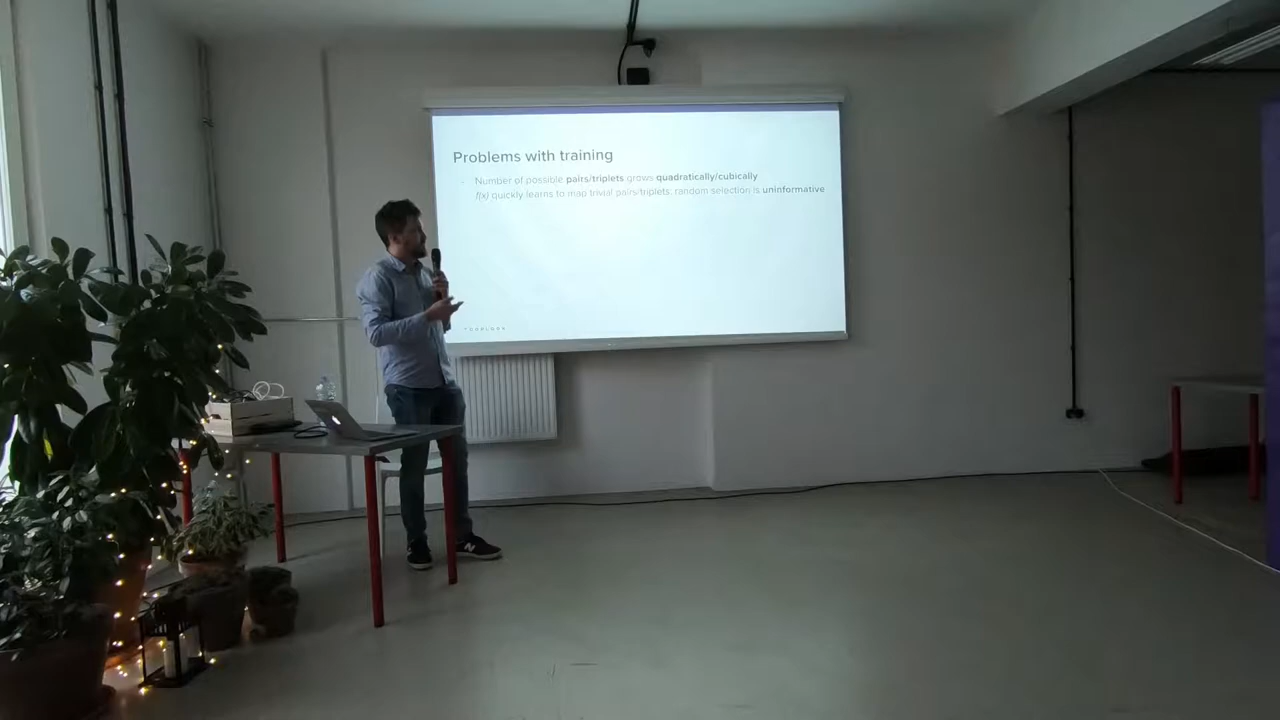 Problems with training
Number of possible pairs/triplets grows quadratically/cubically
f(x) quickly learns to map trivial pairs/triplets: random selection is uninformative